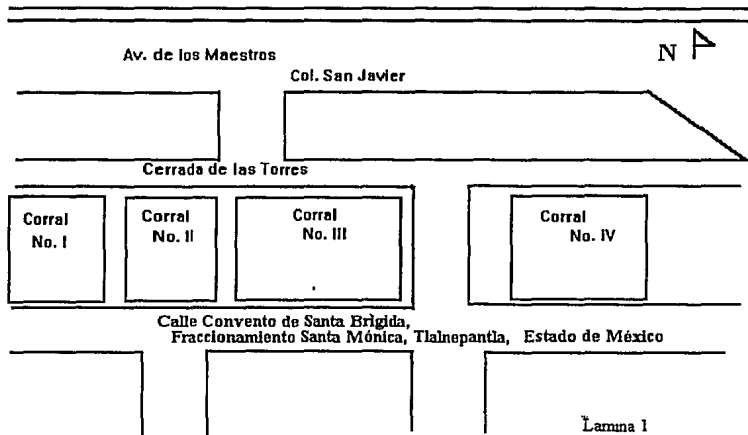 Av. de los Maestros
N
Col. San Javier
Cerrada de las Torres
Corral
No. I
Corral
No. II
Corral
No. III
Corral
No. IV
Calle Convento de Santa Brígida,
Fraccionamiento Santa Mónica, Tlalnepantla, Estado de México
Lamina 1